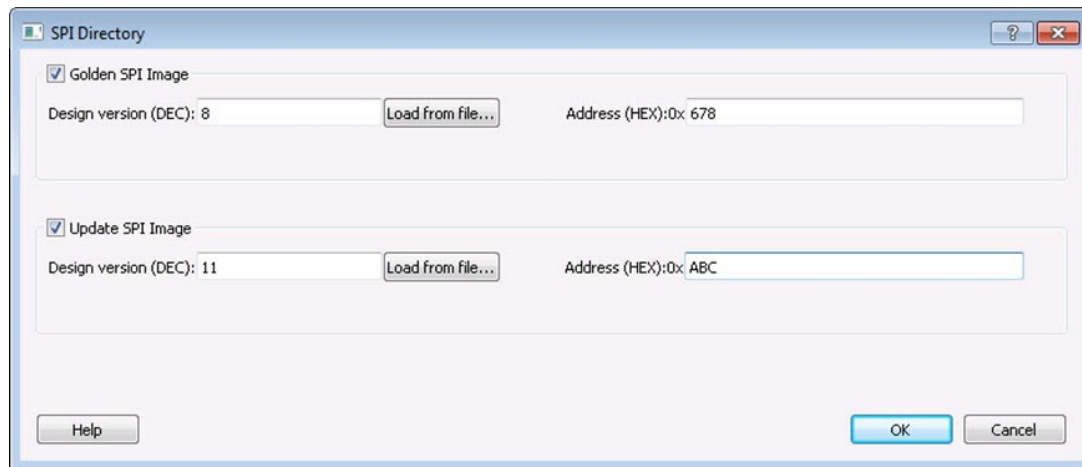 SPI Directory
Golden SPI Image
Design version (DEC): 8 Load from file... Address (HEX):0x 678
Update SPI Image
Design version (DEC): 11 Load from file... Address (HEX):0x ABC
Help OK Cancel